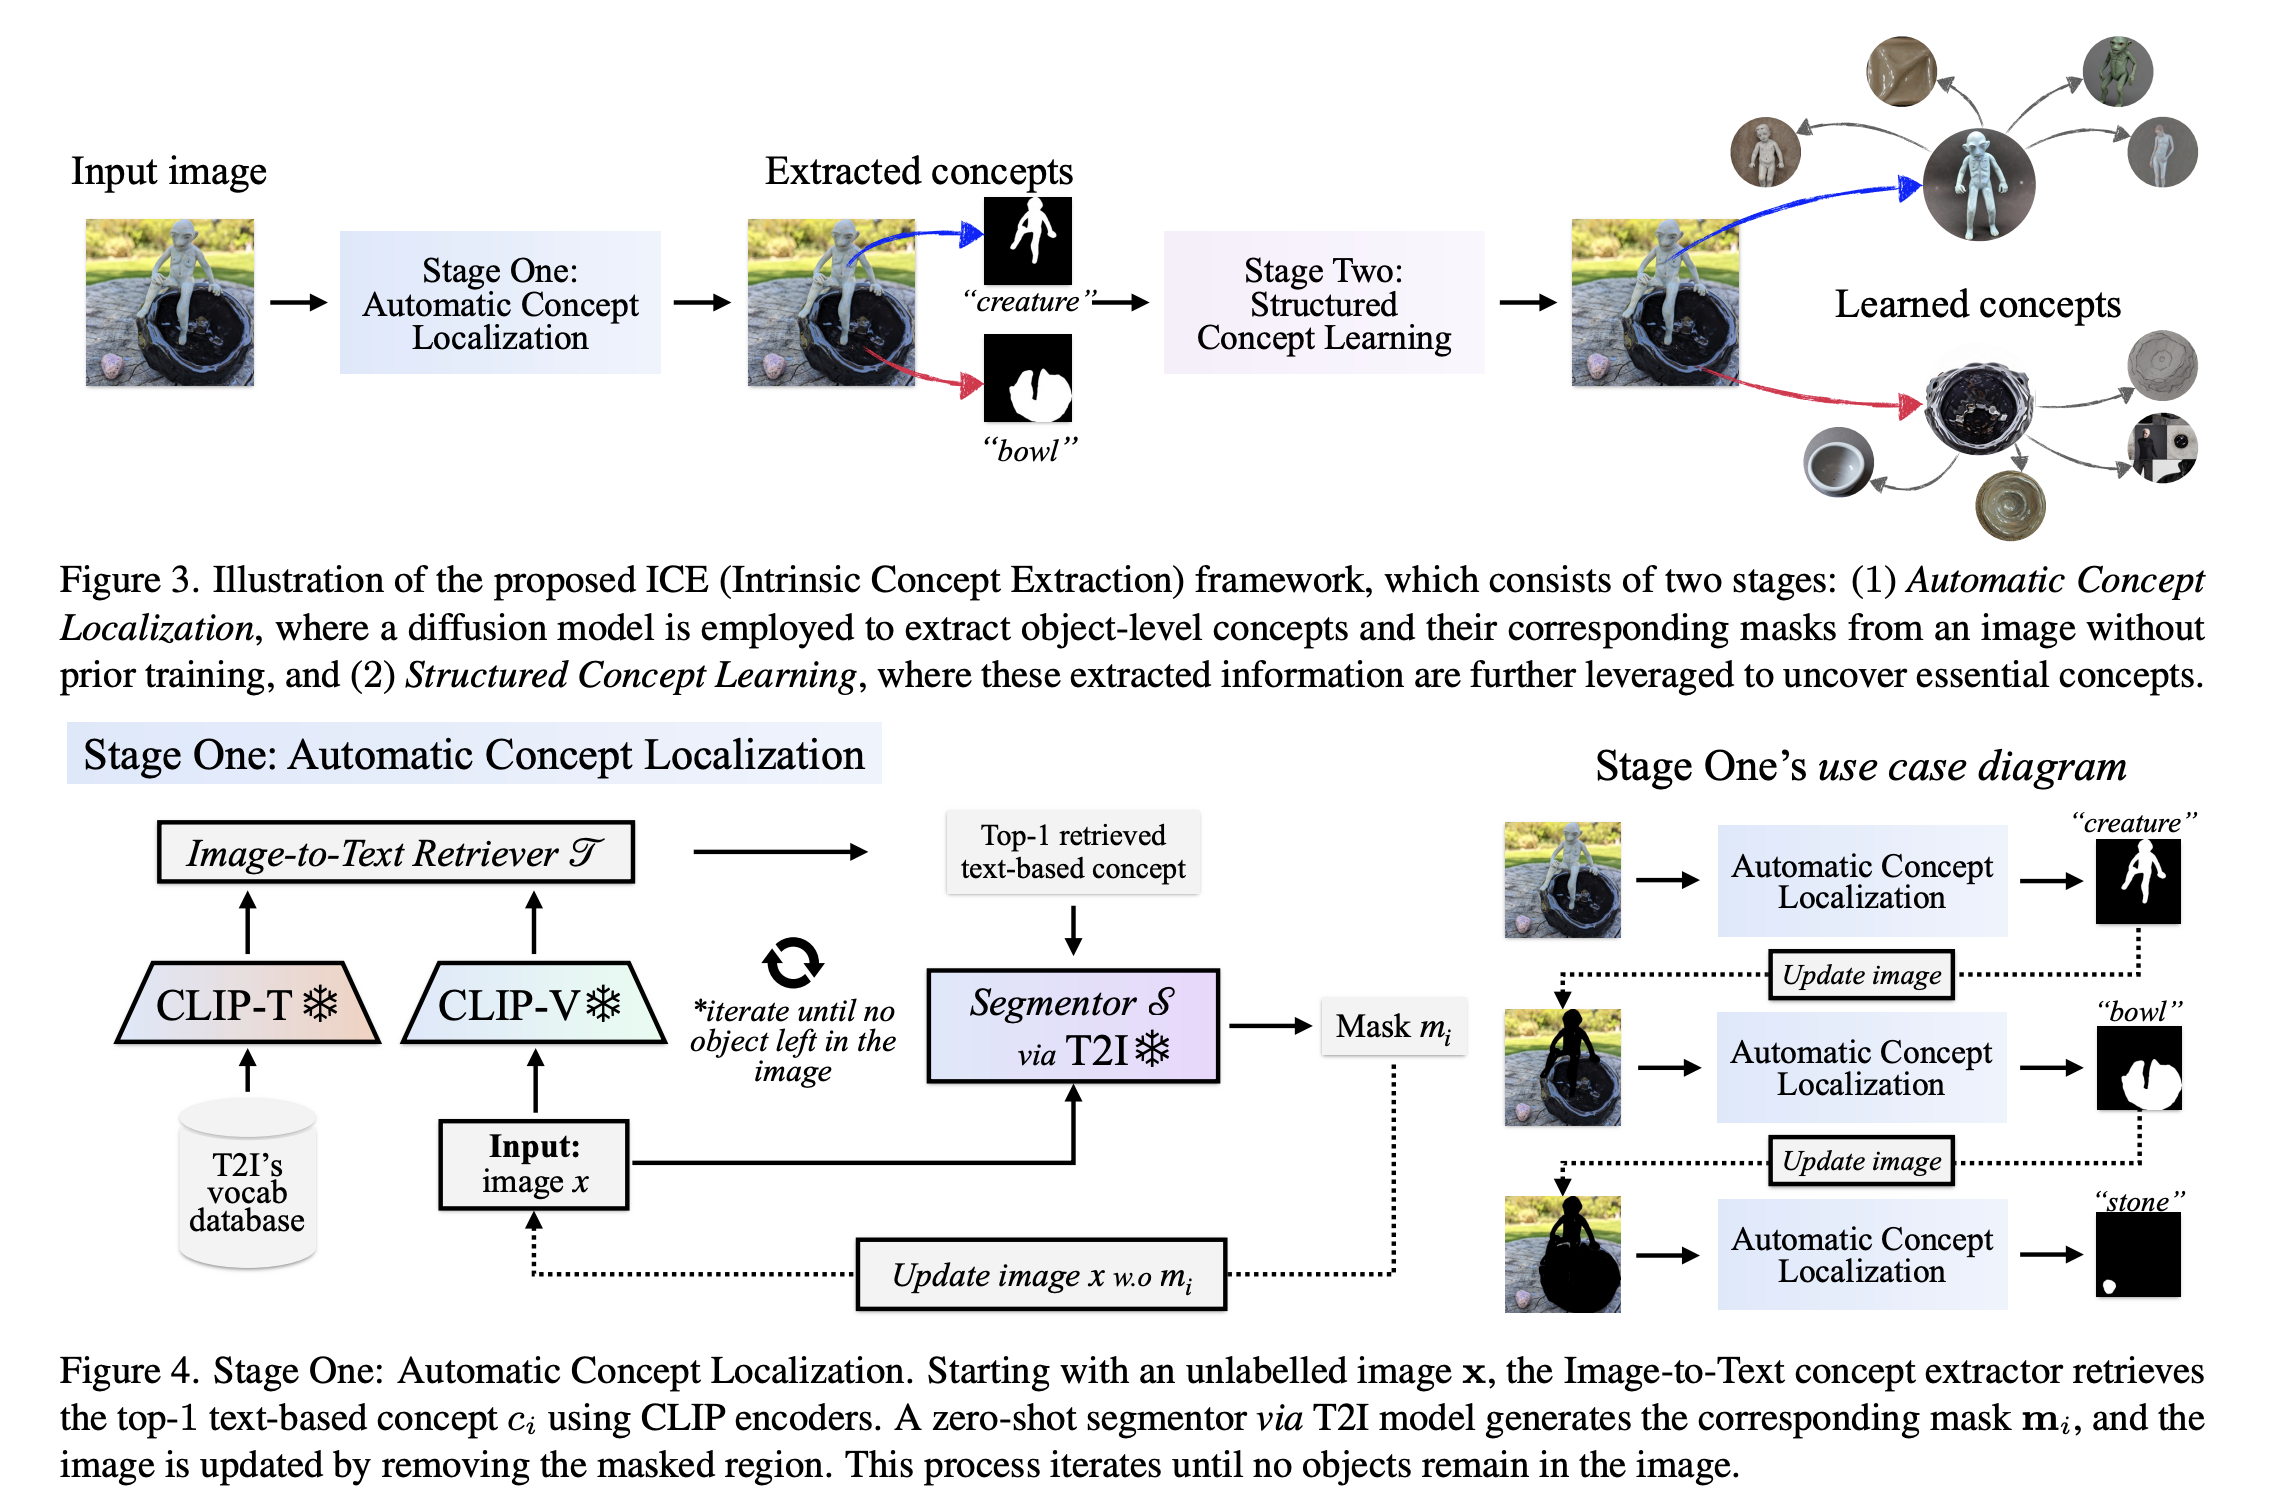 Input image
Stage One:
Automatic Concept
Localization
Extracted concepts
“creature”
“bowl”
Stage Two:
Structured
Concept Learning
Learned concepts
Figure 3. Illustration of the proposed ICE (Intrinsic Concept Extraction) framework, which consists of two stages: (1) Automatic Concept
Localization, where a diffusion model is employed to extract object-level concepts and their corresponding masks from an image without
prior training, and (2) Structured Concept Learning, where these extracted information are further leveraged to uncover essential concepts.
Stage One: Automatic Concept Localization
Image-to-Text Retriever 𝒯
CLIP-T
CLIP-V
T2I’s
vocab
database
Input:
image x
*iterate until no
object left in the
image
Top-1 retrieved
text-based concept
Segmentor 𝒮
via T2I
Mask mᵢ
Update image x w.o mᵢ
Stage One’s use case diagram
Automatic Concept
Localization
“creature”
Update image
Automatic Concept
Localization
“bowl”
Update image
Automatic Concept
Localization
“stone”
Figure 4. Stage One: Automatic Concept Localization. Starting with an unlabelled image x, the Image-to-Text concept extractor retrieves
the top-1 text-based concept cᵢ using CLIP encoders. A zero-shot segmentor via T2I model generates the corresponding mask mᵢ, and the
image is updated by removing the masked region. This process iterates until no objects remain in the image.